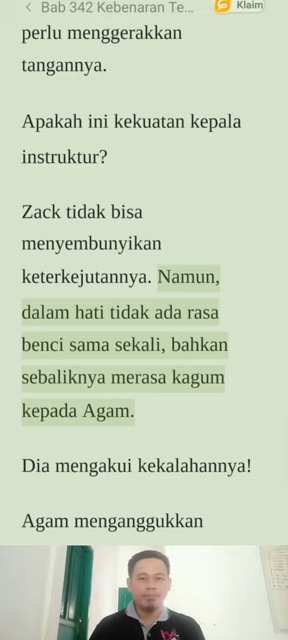 < Bab 342 Kebenaran Te...
Klaim
perlu menggerakkan
tangannya.
Apakah ini kekuatan kepala
instruktur?
Zack tidak bisa
menyembunyikan
keterkejutannya. Namun,
dalam hati tidak ada rasa
benci sama sekali, bahkan
sebaliknya merasa kagum
kepada Agam.
Dia mengakui kekalahannya!
Agam menganggukkan